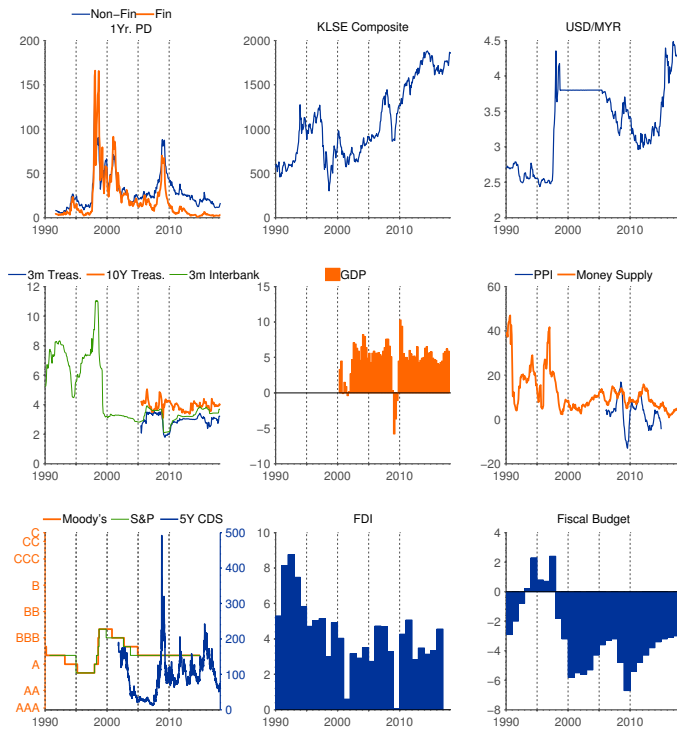 Non−Fin Fin
1Yr. PD
200
150
100
50
0
1990 2000 2010
KLSE Composite
2000
1500
1000
500
0
1990 2000 2010
USD/MYR
4.5
4
3.5
3
2.5
2
1990 2000 2010
3m Treas. 10Y Treas. 3m Interbank
12
10
8
6
4
2
0
1990 2000 2010
GDP
15
10
5
0
−5
−10
1990 2000 2010
PPI Money Supply
60
40
20
0
−20
1990 2000 2010
Moody's S&P 5Y CDS
C
CC
CCC
B
BB
BBB
A
AA
AAA
500
400
300
200
100
0
1990 2000 2010
FDI
10
8
6
4
2
0
1990 2000 2010
Fiscal Budget
4
2
0
−2
−4
−6
−8
1990 2000 2010